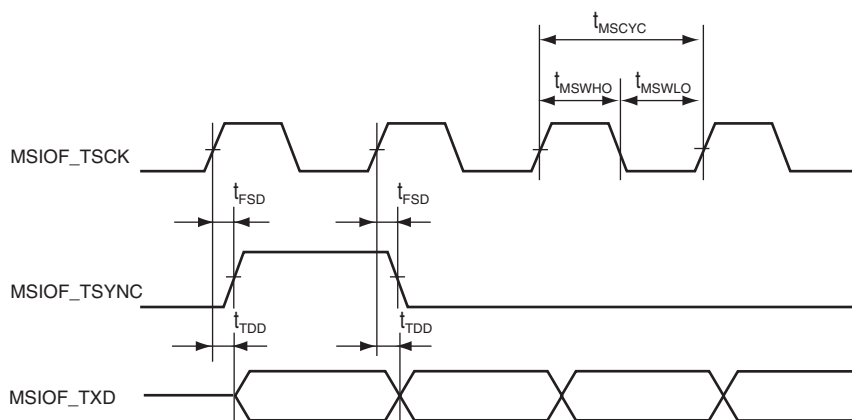 tMSCYC
tMSWHO tMSWLO
MSIOF_TSCK
tFSD tFSD
MSIOF_TSYNC
tTDD tTDD
MSIOF_TXD